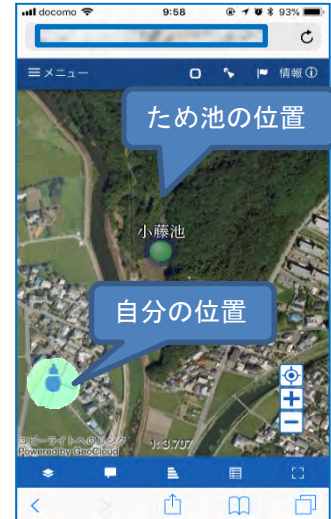 docomo 9:58 93%
メニュー 情報
ため池の位置
小藤池
自分の位置
コピーライトへのリンク
Powered by GeoCloud
1: 3,707